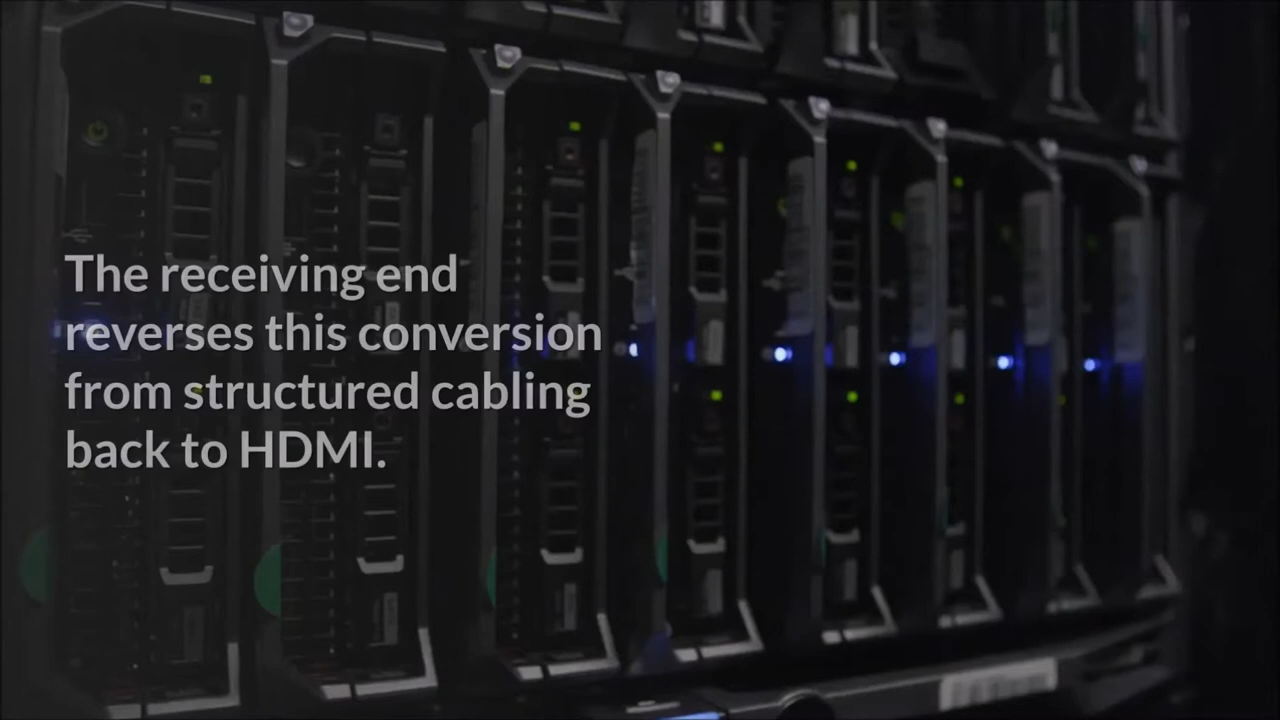 The receiving end
reverses this conversion
from structured cabling
back to HDMI.